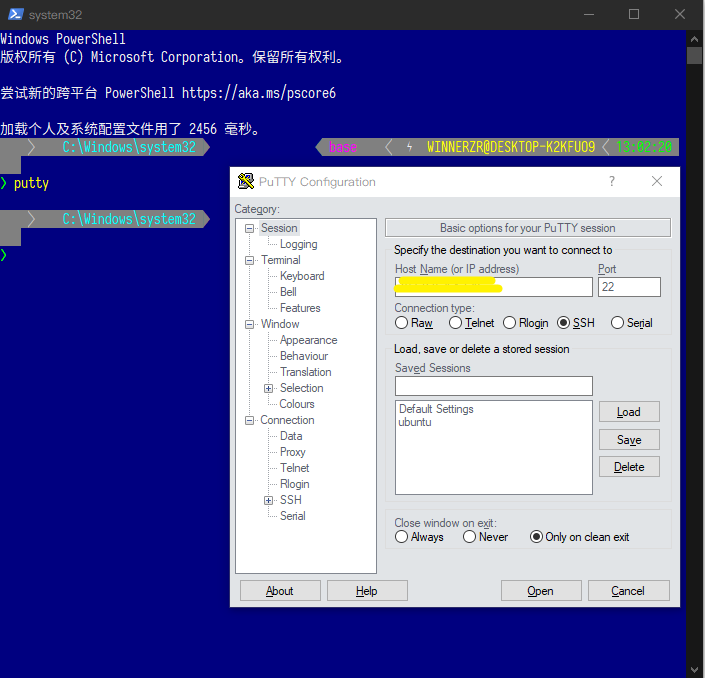 system32
Windows PowerShell
版权所有 (C) Microsoft Corporation。保留所有权利。
尝试新的跨平台 PowerShell https://aka.ms/pscore6
加载个人及系统配置文件用了 2456 毫秒。
C:\Windows\system32 base WINNERZR@DESKTOP-K2KFUO9 13:02:20
❯ putty
C:\Windows\system32
❯
PuTTY Configuration
Category:
Session
Logging
Terminal
Keyboard
Bell
Features
Window
Appearance
Behaviour
Translation
Selection
Colours
Connection
Data
Proxy
Telnet
Rlogin
SSH
Serial
Basic options for your PuTTY session
Specify the destination you want to connect to
Host Name (or IP address) Port
22
Connection type:
Raw Telnet Rlogin SSH Serial
Load, save or delete a stored session
Saved Sessions
Default Settings
ubuntu
Load
Save
Delete
Close window on exit:
Always Never Only on clean exit
About Help Open Cancel